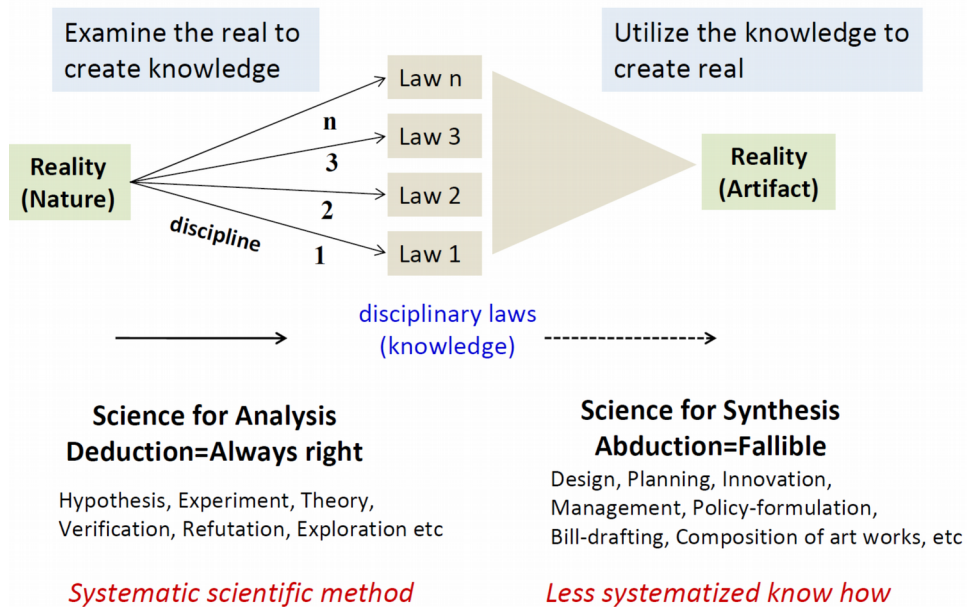 Examine the real to
create knowledge
Utilize the knowledge to
create real
Law n
n
Law 3
3
Reality
(Nature)
Reality
(Artifact)
Law 2
2
discipline
Law 1
1
disciplinary laws
(knowledge)
Science for Analysis
Deduction=Always right
Hypothesis, Experiment, Theory,
Verification, Refutation, Exploration etc
Systematic scientific method
Science for Synthesis
Abduction=Fallible
Design, Planning, Innovation,
Management, Policy-formulation,
Bill-drafting, Composition of art works, etc
Less systematized know how